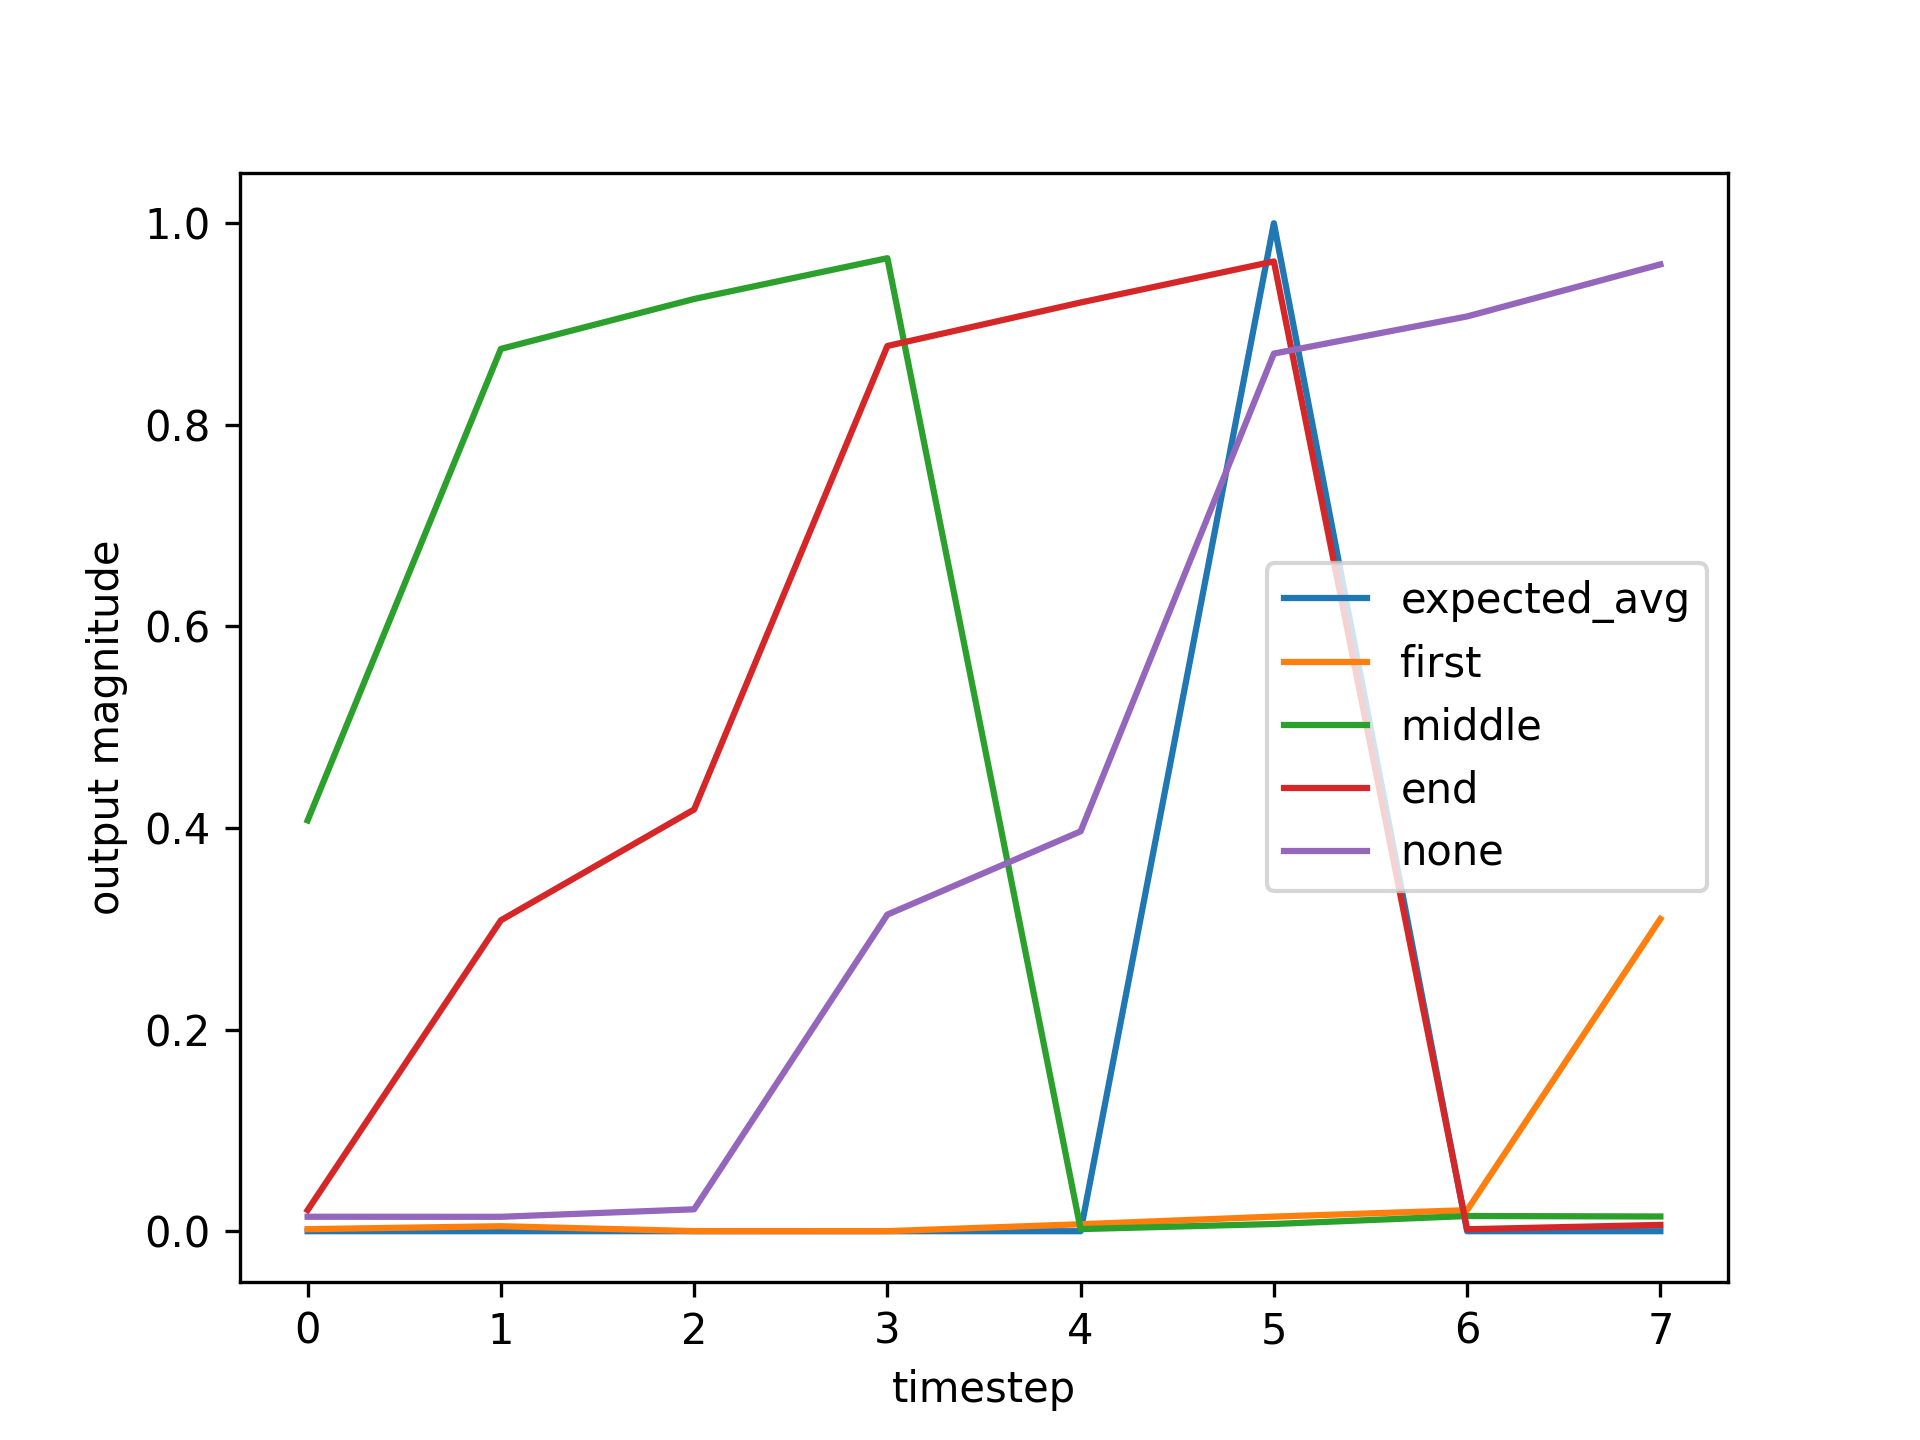 1.0
0.8
0.6
0.4
0.2
0.0
output magnitude
expected_avg
first
middle
end
none
0 1 2 3 4 5 6 7
timestep